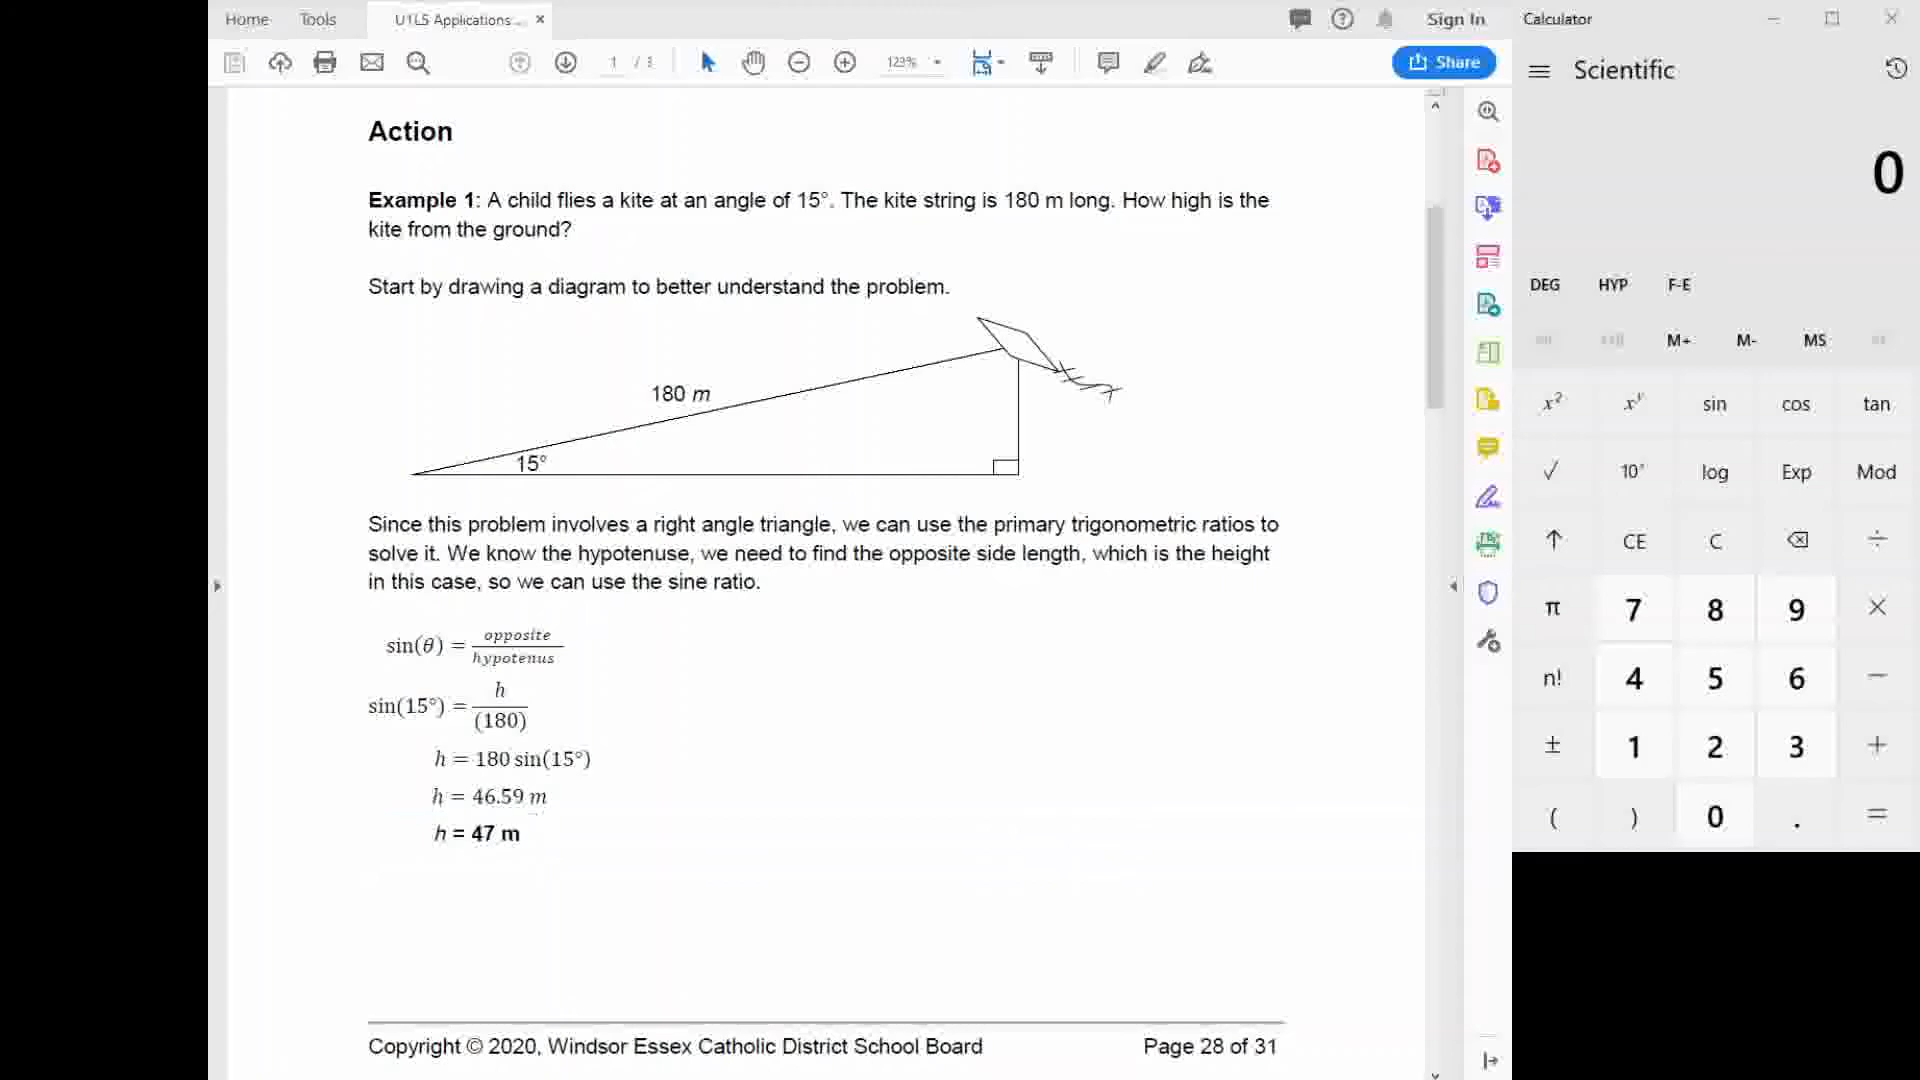 Home Tools U1L5 Applications ... × Sign In
1 / 3 123% Share
Action
Example 1: A child flies a kite at an angle of 15°. The kite string is 180 m long. How high is the
kite from the ground?
Start by drawing a diagram to better understand the problem.
180 m
15°
Since this problem involves a right angle triangle, we can use the primary trigonometric ratios to
solve it. We know the hypotenuse, we need to find the opposite side length, which is the height
in this case, so we can use the sine ratio.
sin(θ) = opposite
hypotenus
sin(15°) = h
(180)
h = 180 sin(15°)
h = 46.59 m
h = 47 m
Copyright © 2020, Windsor Essex Catholic District School Board Page 28 of 31
Calculator
Scientific
0
DEG HYP F-E
M+ M- MS
x² xʸ sin cos tan
√ 10ˣ log Exp Mod
↑ CE C ÷
π 7 8 9 ×
n! 4 5 6 −
± 1 2 3 +
( ) 0 . =